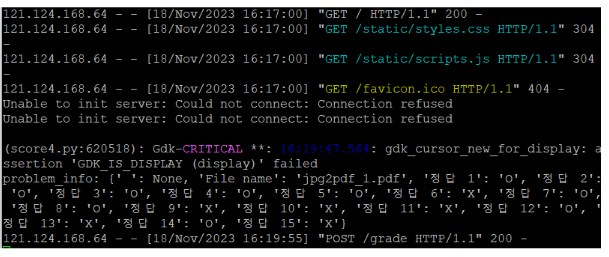 121.124.168.64 - - [18/Nov/2023 16:17:00] "GET / HTTP/1.1" 200 -
121.124.168.64 - - [18/Nov/2023 16:17:00] "GET /static/styles.css HTTP/1.1" 304
-
121.124.168.64 - - [18/Nov/2023 16:17:00] "GET /static/scripts.js HTTP/1.1" 304
-
121.124.168.64 - - [18/Nov/2023 16:17:00] "GET /favicon.ico HTTP/1.1" 404 -
Unable to init server: Could not connect: Connection refused
Unable to init server: Could not connect: Connection refused
(score4.py:620518): Gdk-CRITICAL **: 16:19:47.564: gdk_cursor_new_for_display: a
ssertion 'GDK_IS_DISPLAY (display)' failed
problem_info: {' ': None, 'File name': 'jpg2pdf_1.pdf', '정답 1': 'O', '정답 2':
'O', '정답 3': 'O', '정답 4': 'O', '정답 5': 'O', '정답 6': 'X', '정답 7': 'O',
'정답 8': 'O', '정답 9': 'X', '정답 10': 'X', '정답 11': 'X', '정답 12': 'O', '
정답 13': 'X', '정답 14': 'O', '정답 15': 'X'}
121.124.168.64 - - [18/Nov/2023 16:19:55] "POST /grade HTTP/1.1" 200 -